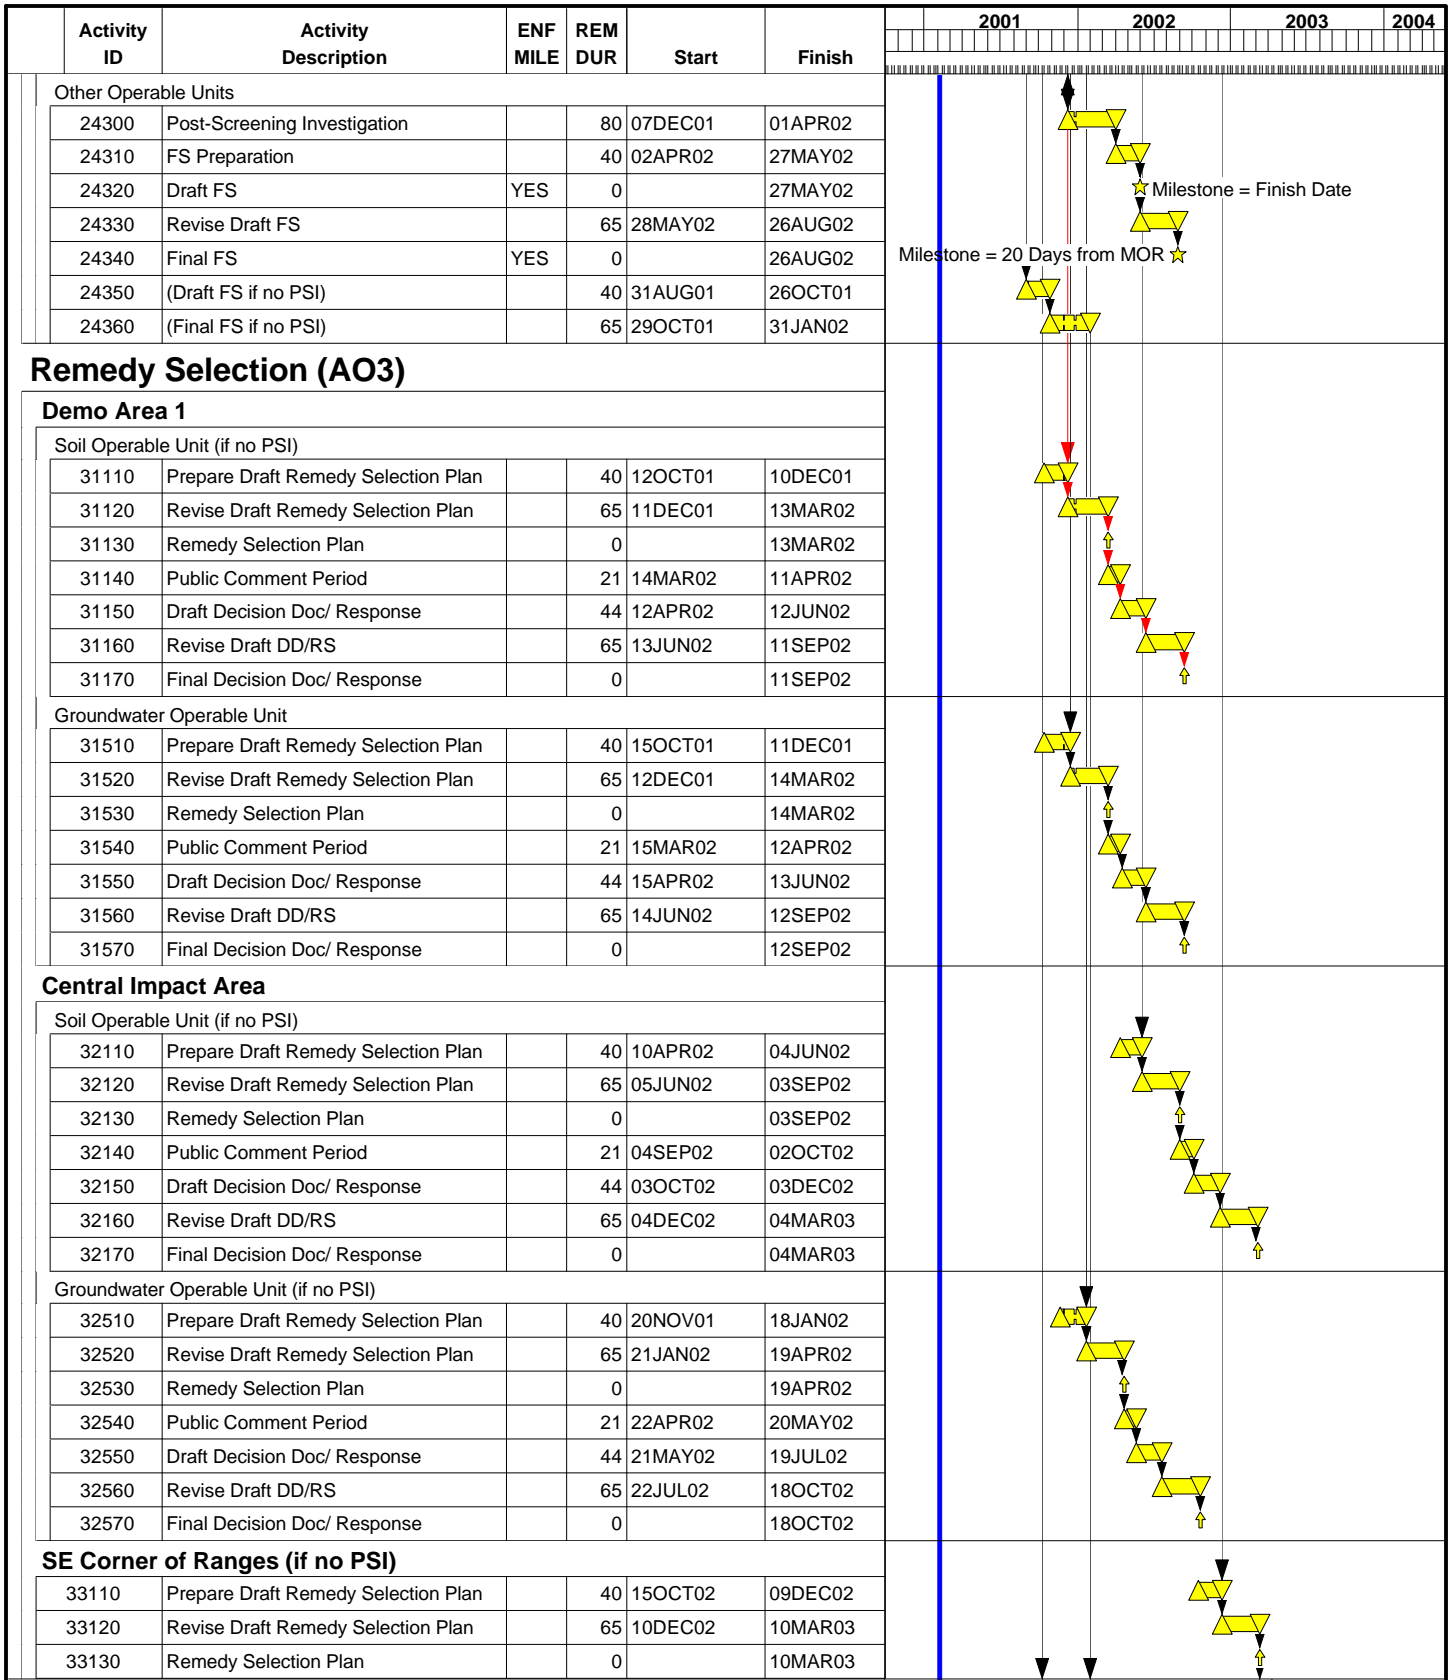 Activity ID Activity Description ENF MILE REM DUR Start Finish 2001 2002 2003 2004
Other Operable Units
24300 Post-Screening Investigation 80 07DEC01 01APR02
24310 FS Preparation 40 02APR02 27MAY02
24320 Draft FS YES 0 27MAY02 Milestone = Finish Date
24330 Revise Draft FS 65 28MAY02 26AUG02
24340 Final FS YES 0 26AUG02 Milestone = 20 Days from MOR
24350 (Draft FS if no PSI) 40 31AUG01 26OCT01
24360 (Final FS if no PSI) 65 29OCT01 31JAN02
Remedy Selection (AO3)
Demo Area 1
Soil Operable Unit (if no PSI)
31110 Prepare Draft Remedy Selection Plan 40 12OCT01 10DEC01
31120 Revise Draft Remedy Selection Plan 65 11DEC01 13MAR02
31130 Remedy Selection Plan 0 13MAR02
31140 Public Comment Period 21 14MAR02 11APR02
31150 Draft Decision Doc/ Response 44 12APR02 12JUN02
31160 Revise Draft DD/RS 65 13JUN02 11SEP02
31170 Final Decision Doc/ Response 0 11SEP02
Groundwater Operable Unit
31510 Prepare Draft Remedy Selection Plan 40 15OCT01 11DEC01
31520 Revise Draft Remedy Selection Plan 65 12DEC01 14MAR02
31530 Remedy Selection Plan 0 14MAR02
31540 Public Comment Period 21 15MAR02 12APR02
31550 Draft Decision Doc/ Response 44 15APR02 13JUN02
31560 Revise Draft DD/RS 65 14JUN02 12SEP02
31570 Final Decision Doc/ Response 0 12SEP02
Central Impact Area
Soil Operable Unit (if no PSI)
32110 Prepare Draft Remedy Selection Plan 40 10APR02 04JUN02
32120 Revise Draft Remedy Selection Plan 65 05JUN02 03SEP02
32130 Remedy Selection Plan 0 03SEP02
32140 Public Comment Period 21 04SEP02 02OCT02
32150 Draft Decision Doc/ Response 44 03OCT02 03DEC02
32160 Revise Draft DD/RS 65 04DEC02 04MAR03
32170 Final Decision Doc/ Response 0 04MAR03
Groundwater Operable Unit (if no PSI)
32510 Prepare Draft Remedy Selection Plan 40 20NOV01 18JAN02
32520 Revise Draft Remedy Selection Plan 65 21JAN02 19APR02
32530 Remedy Selection Plan 0 19APR02
32540 Public Comment Period 21 22APR02 20MAY02
32550 Draft Decision Doc/ Response 44 21MAY02 19JUL02
32560 Revise Draft DD/RS 65 22JUL02 18OCT02
32570 Final Decision Doc/ Response 0 18OCT02
SE Corner of Ranges (if no PSI)
33110 Prepare Draft Remedy Selection Plan 40 15OCT02 09DEC02
33120 Revise Draft Remedy Selection Plan 65 10DEC02 10MAR03
33130 Remedy Selection Plan 0 10MAR03